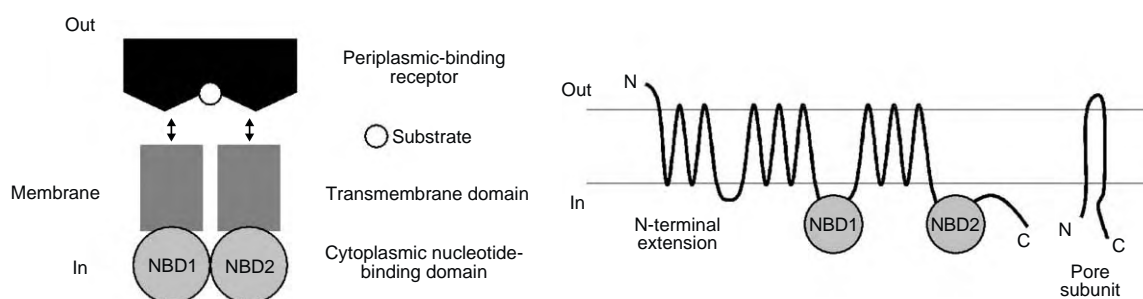 Out
Periplasmic-binding
receptor
Substrate
Membrane
Transmembrane domain
In
NBD1
NBD2
Cytoplasmic nucleotide-
binding domain
N
Out
In
N-terminal
extension
NBD1
NBD2
C
N
C
Pore
subunit